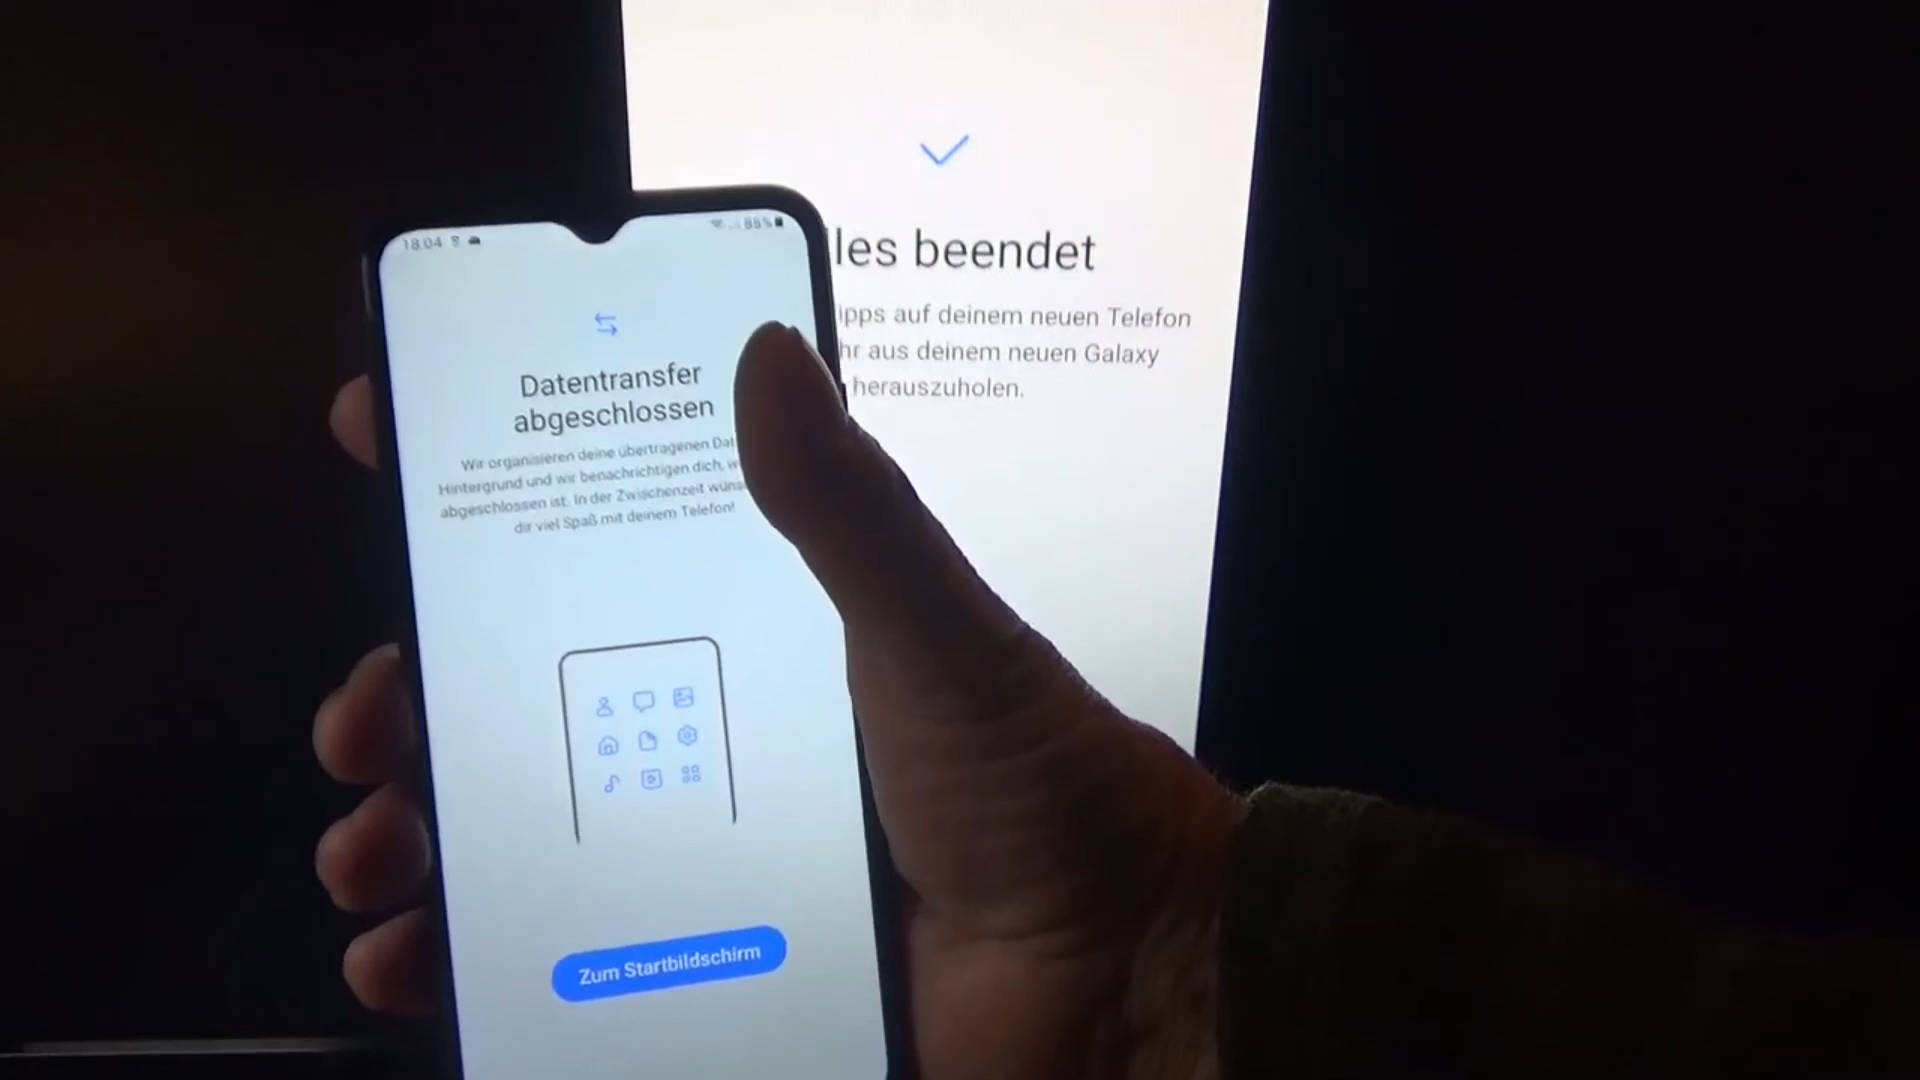 18.04
88%
Datentransfer
abgeschlossen
Wir organisieren deine übertragenen Dat
Hintergrund und wir benachrichtigen dich, w
abgeschlossen ist. In der Zwischenzeit wüns
dir viel Spaß mit deinem Telefon!
Zum Startbildschirm
lles beendet
ipps auf deinem neuen Telefon
hr aus deinem neuen Galaxy
herauszuholen.